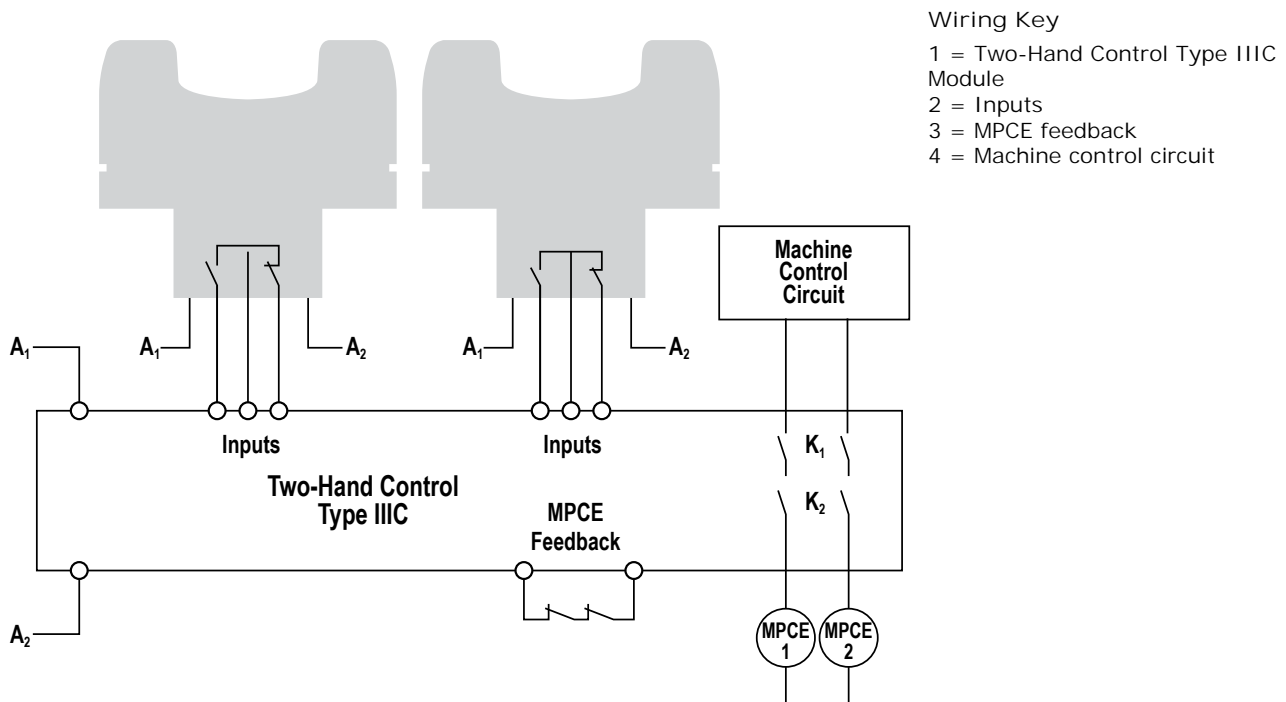 Wiring Key
1 = Two-Hand Control Type IIIC
Module
2 = Inputs
3 = MPCE feedback
4 = Machine control circuit
Machine
Control
Circuit
A₁
A₁
A₂
A₁
A₂
Inputs
Inputs
K₁
Two-Hand Control
Type IIIC
K₂
MPCE
Feedback
A₂
MPCE
1
MPCE
2